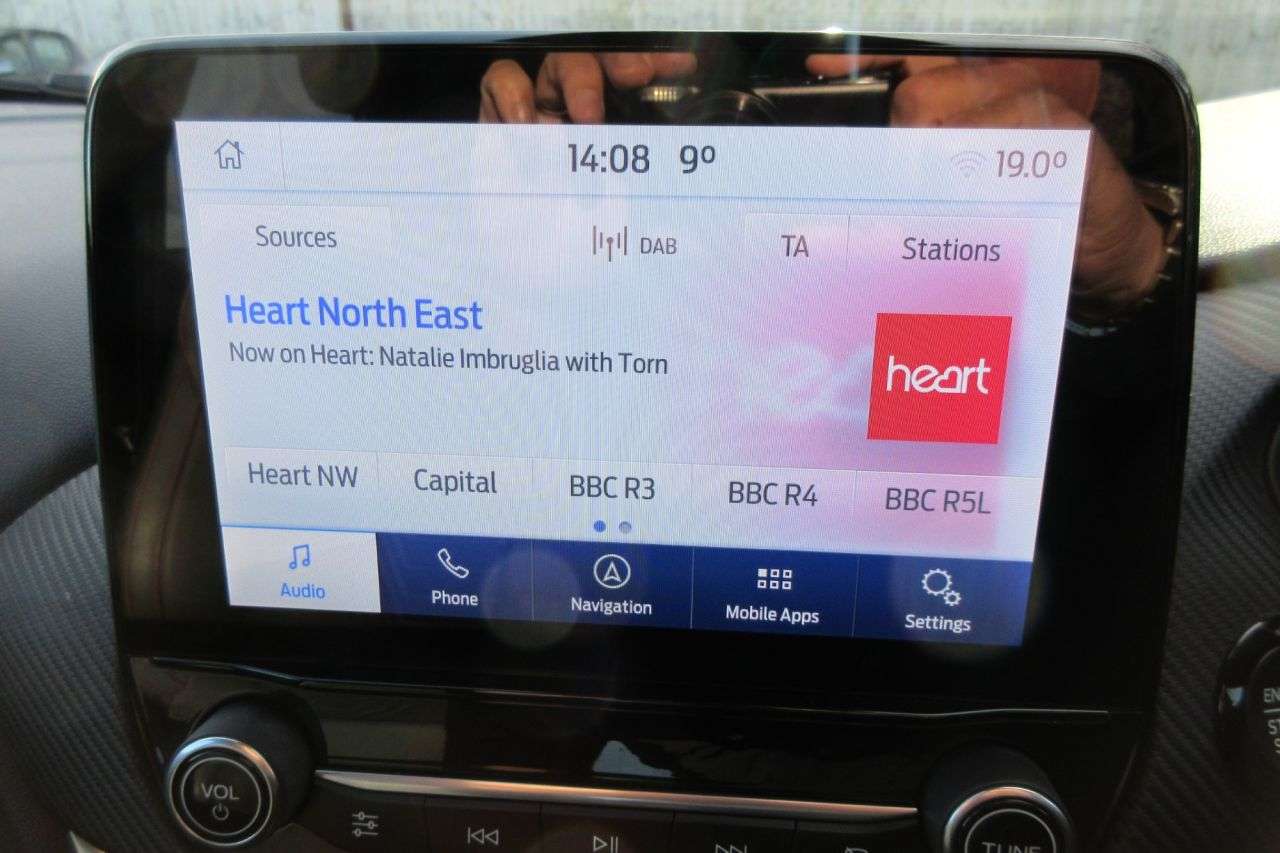 14:08 9º 19.0º
Sources DAB TA Stations
Heart North East
Now on Heart: Natalie Imbruglia with Torn
heart
Heart NW Capital BBC R3 BBC R4 BBC R5L
Audio Phone Navigation Mobile Apps Settings
VOL
TUNE